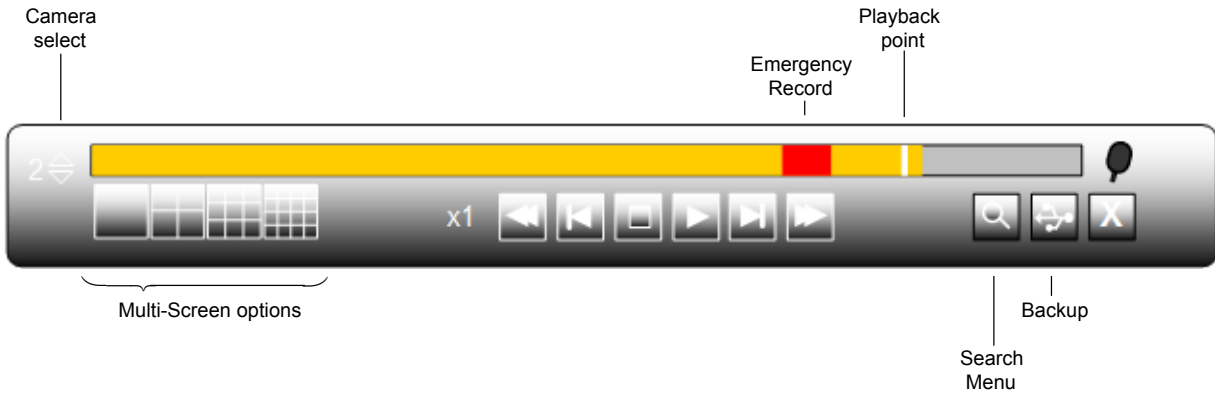 Camera
select
Playback
point
Emergency
Record
2
x1
X
Multi-Screen options
Backup
Search
Menu